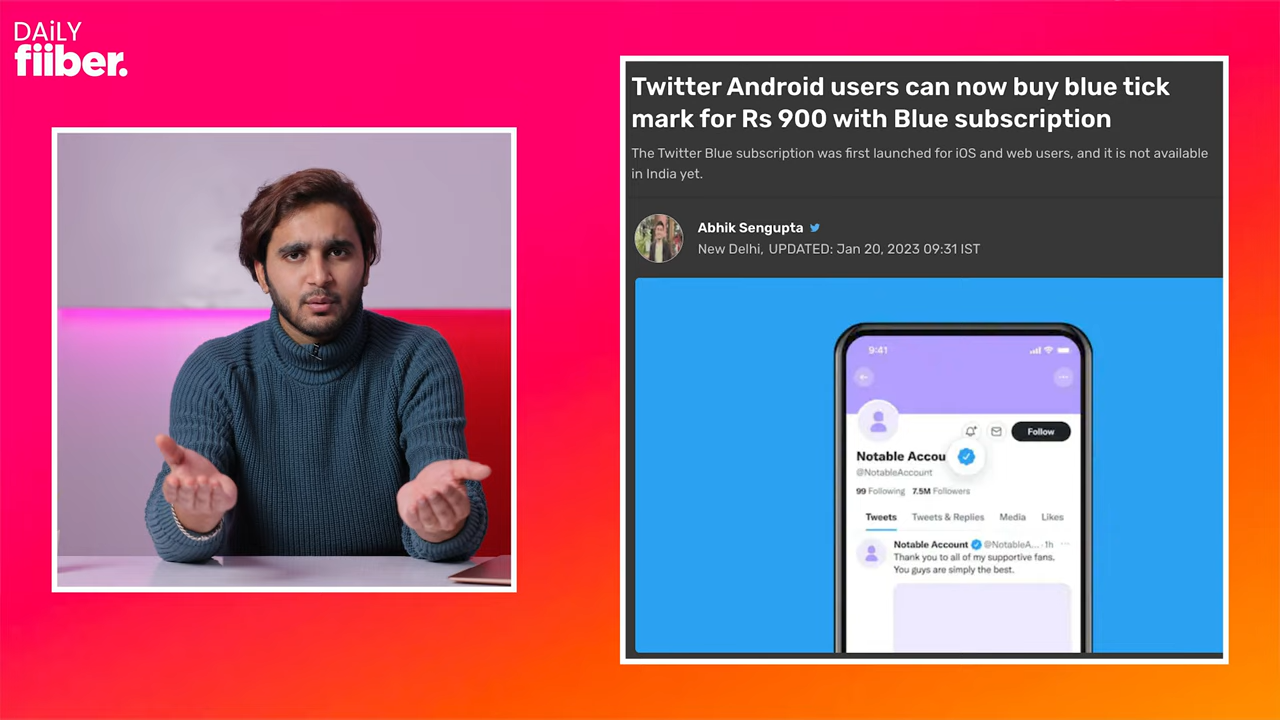 DAiLY
fiiber.
Twitter Android users can now buy blue tick
mark for Rs 900 with Blue subscription
The Twitter Blue subscription was first launched for iOS and web users, and it is not available
in India yet.
Abhik Sengupta
New Delhi, UPDATED: Jan 20, 2023 09:31 IST
9:41
Follow
Notable Accou
@NotableAccount
99 Following 7.5M Followers
Tweets Tweets & Replies Media Likes
Notable Account @NotableA... · 1h
Thank you to all of my supportive fans.
You guys are simply the best.